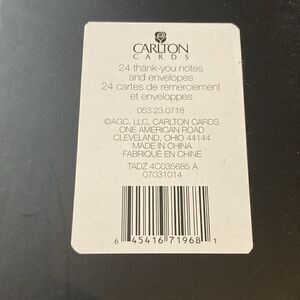 CARLTON
CARDS
24 thank-you notes
and envelopes
24 cartes de remerciement
et enveloppes
053 23 0718
©AGC, LLC, CARLTON CARDS
ONE AMERICAN ROAD
CLEVELAND, OHIO 44144
MADE IN CHINA
FABRIQUÉ EN CHINE
TADZ 4C035685 A
07031014
6 45416 71968 1